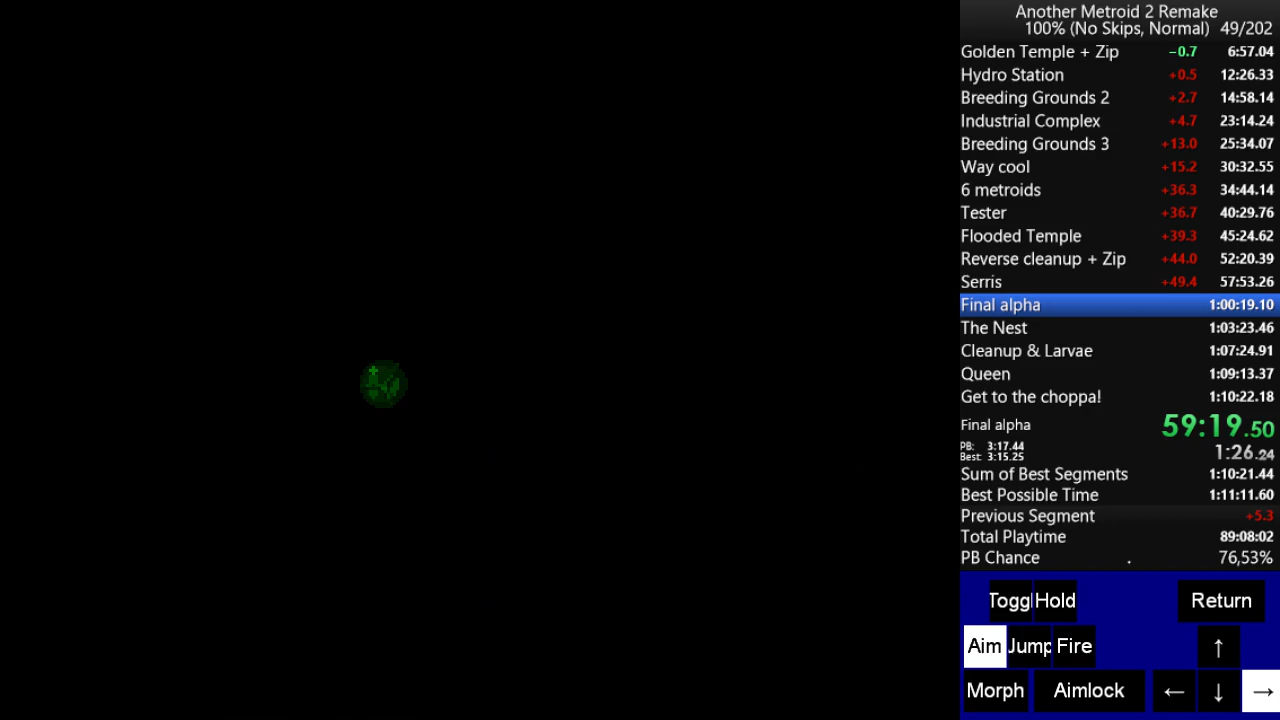 Another Metroid 2 Remake
100% (No Skips, Normal) 49/202
Golden Temple + Zip −0.7 6:57.04
Hydro Station +0.5 12:26.33
Breeding Grounds 2 +2.7 14:58.14
Industrial Complex +4.7 23:14.24
Breeding Grounds 3 +13.0 25:34.07
Way cool +15.2 30:32.55
6 metroids +36.3 34:44.14
Tester +36.7 40:29.76
Flooded Temple +39.3 45:24.62
Reverse cleanup + Zip +44.0 52:20.39
Serris +49.4 57:53.26
Final alpha 1:00:19.10
The Nest 1:03:23.46
Cleanup & Larvae 1:07:24.91
Queen 1:09:13.37
Get to the choppa! 1:10:22.18
Final alpha 59:19.50
PB: 3:17.44 1:26.24
Best: 3:15.25
Sum of Best Segments 1:10:21.44
Best Possible Time 1:11:11.60
Previous Segment +5.3
Total Playtime 89:08:02
PB Chance . 76,53%
Toggl Hold Return
Aim Jump Fire ↑
Morph Aimlock ← ↓ →